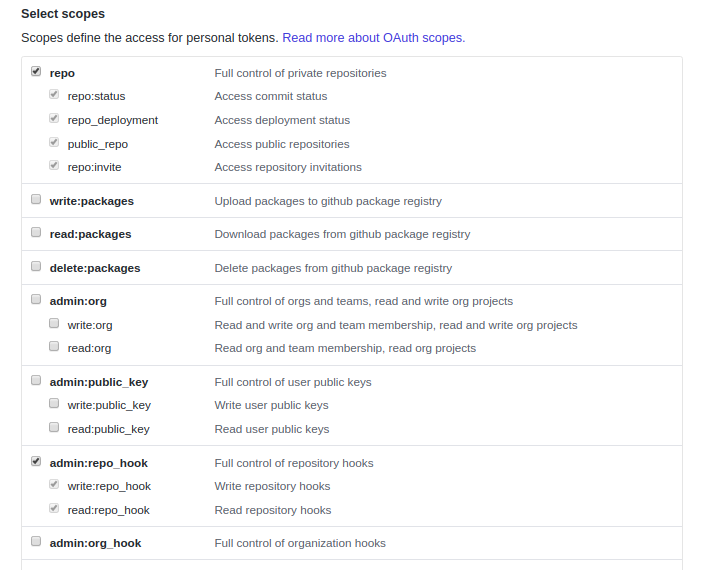 Select scopes
Scopes define the access for personal tokens. Read more about OAuth scopes.
repo Full control of private repositories
repo:status Access commit status
repo_deployment Access deployment status
public_repo Access public repositories
repo:invite Access repository invitations
write:packages Upload packages to github package registry
read:packages Download packages from github package registry
delete:packages Delete packages from github package registry
admin:org Full control of orgs and teams, read and write org projects
write:org Read and write org and team membership, read and write org projects
read:org Read org and team membership, read org projects
admin:public_key Full control of user public keys
write:public_key Write user public keys
read:public_key Read user public keys
admin:repo_hook Full control of repository hooks
write:repo_hook Write repository hooks
read:repo_hook Read repository hooks
admin:org_hook Full control of organization hooks